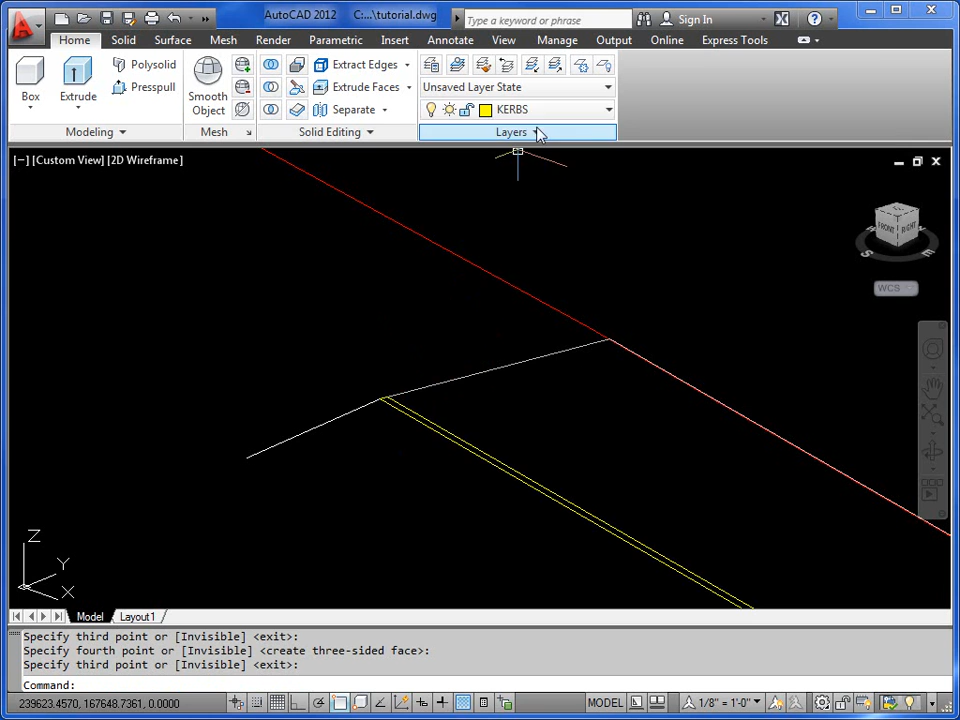 AutoCAD 2012 C:...\tutorial.dwg
Type a keyword or phrase
Sign In
Home Solid Surface Mesh Render Parametric Insert Annotate View Manage Output Online Express Tools
Box
Extrude
Polysolid
Presspull
Modeling
Smooth
Object
Mesh
Extract Edges
Extrude Faces
Separate
Solid Editing
Unsaved Layer State
KERBS
Layers
[−] [Custom View] [2D Wireframe]
FRONT RIGHT
S E
WCS
Z
Y
X
Model Layout1
Specify third point or [Invisible] <exit>:
Specify fourth point or [Invisible] <create three-sided face>:
Specify third point or [Invisible] <exit>:
Command:
239623.4570, 167648.7361, 0.0000
MODEL
1/8" = 1'-0"